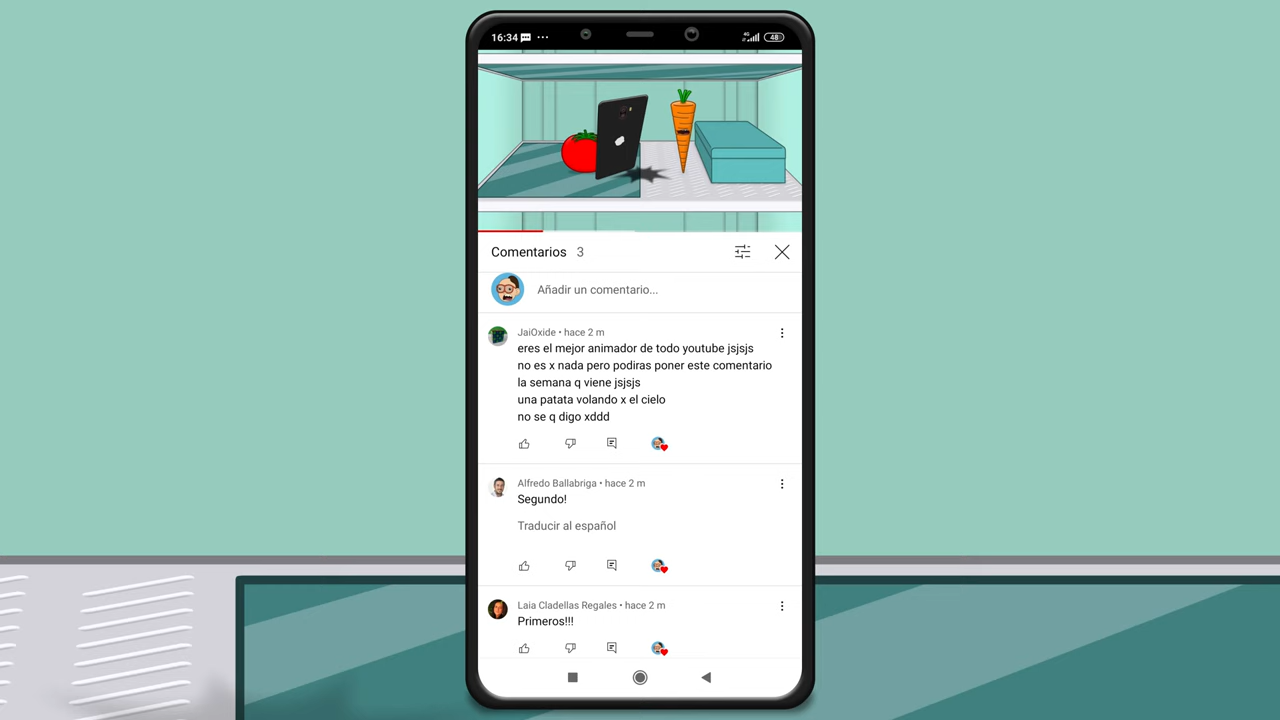 16:34
4G
48
Comentarios 3
Añadir un comentario...
JaiOxide • hace 2 m
eres el mejor animador de todo youtube jsjsjs
no es x nada pero podiras poner este comentario
la semana q viene jsjsjs
una patata volando x el cielo
no se q digo xddd
Alfredo Ballabriga • hace 2 m
Segundo!
Traducir al español
Laia Cladellas Regales • hace 2 m
Primeros!!!